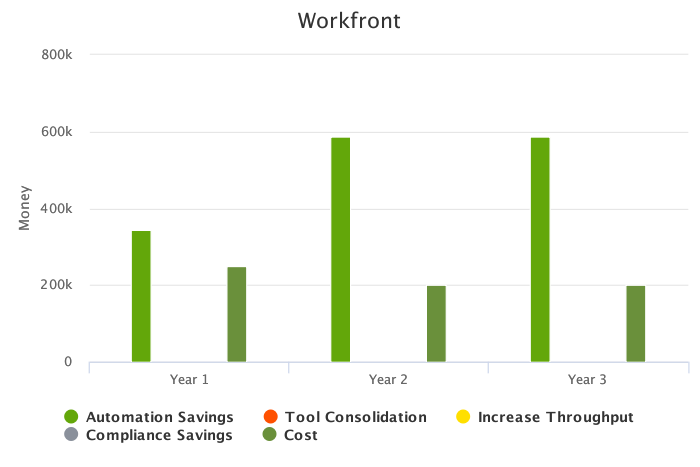 Workfront
800k
600k
400k
200k
0
Money
Year 1 Year 2 Year 3
Automation Savings Tool Consolidation Increase Throughput
Compliance Savings Cost